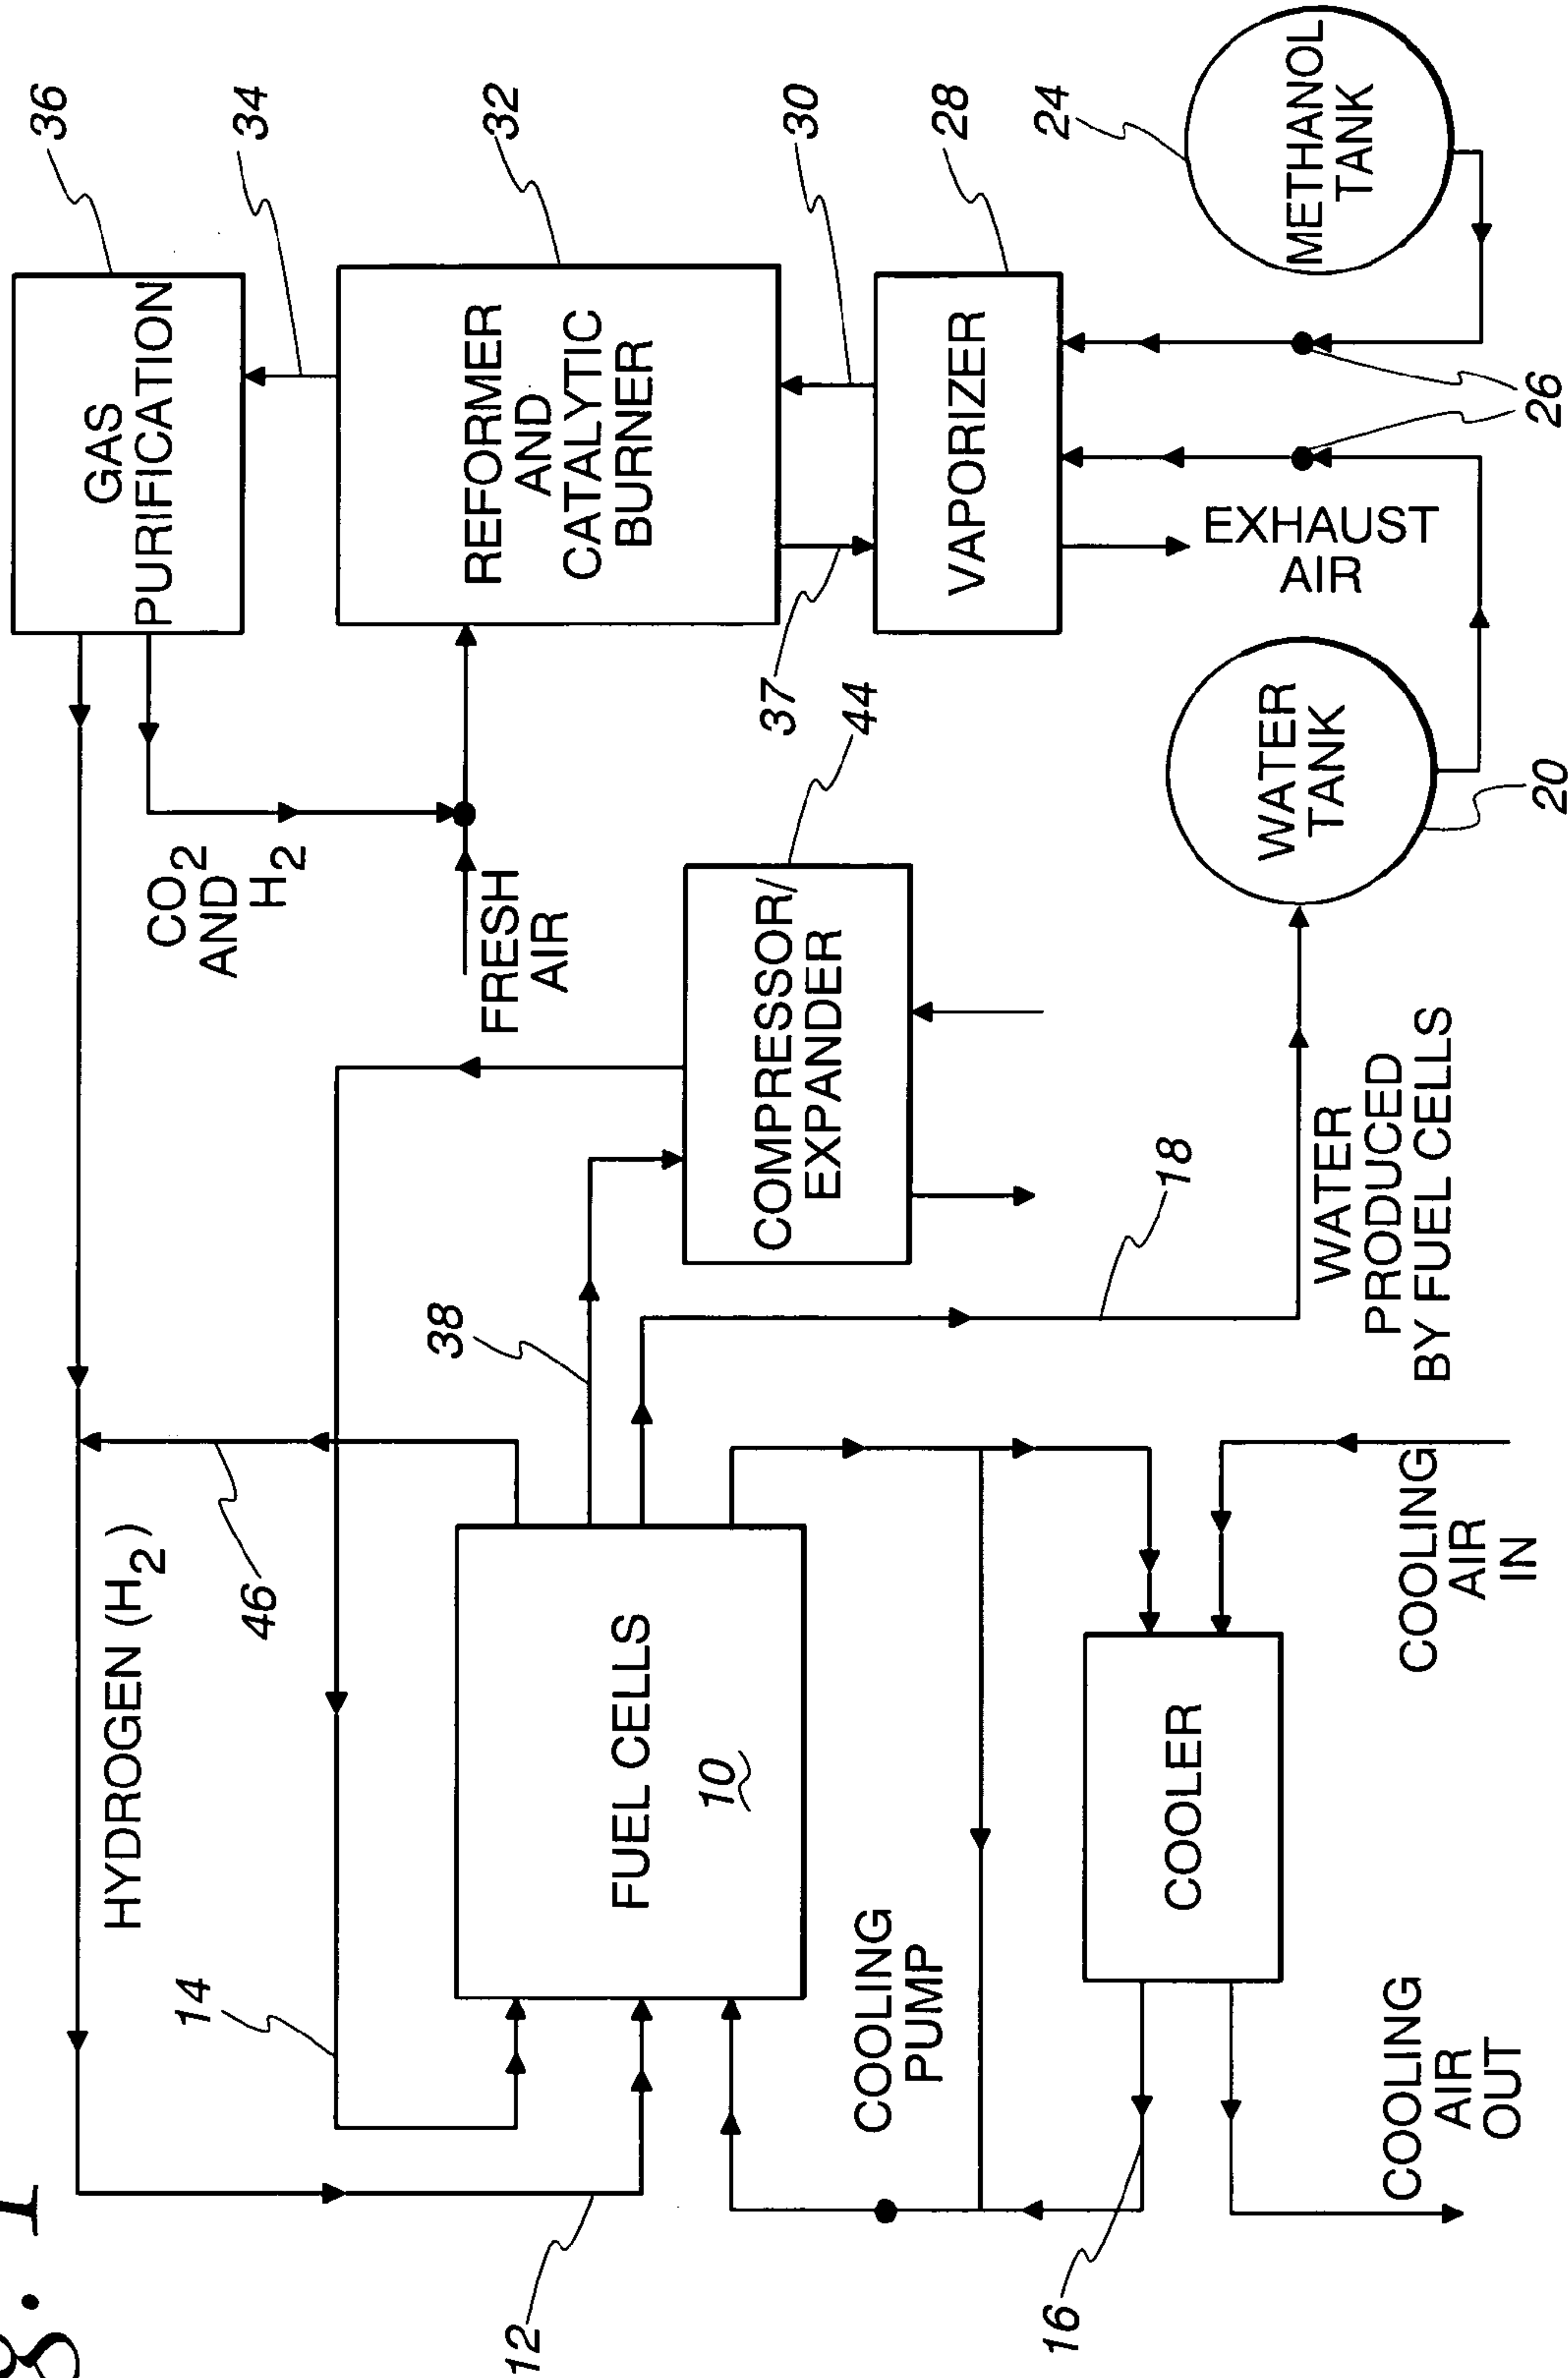 g. 1
36
HYDROGEN (H₂)
GAS
PURIFICATION
CO₂
AND
H₂
14
46
34
FRESH
AIR
REFORMER
AND
CATALYTIC
BURNER
32
12
38
FUEL CELLS
10
COMPRESSOR/
EXPANDER
44
37
30
COOLING
PUMP
VAPORIZER
28
16
COOLER
18
24
EXHAUST
AIR
WATER
TANK
METHANOL
TANK
WATER
PRODUCED
BY FUEL CELLS
COOLING
AIR
OUT
COOLING
AIR
IN
20
26